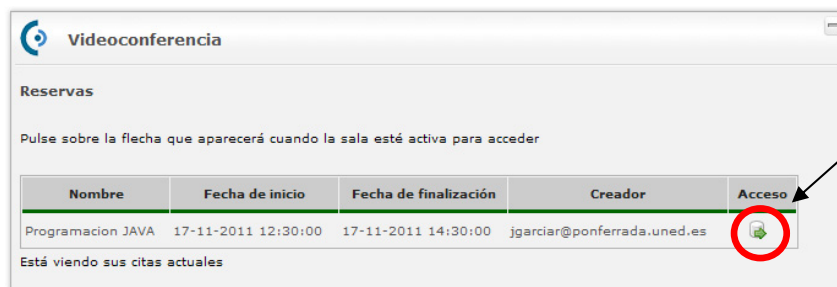 Videoconferencia
Reservas
Pulse sobre la flecha que aparecerá cuando la sala esté activa para acceder
Nombre Fecha de inicio Fecha de finalización Creador Acceso
Programacion JAVA 17-11-2011 12:30:00 17-11-2011 14:30:00 jgarciar@ponferrada.uned.es
Está viendo sus citas actuales